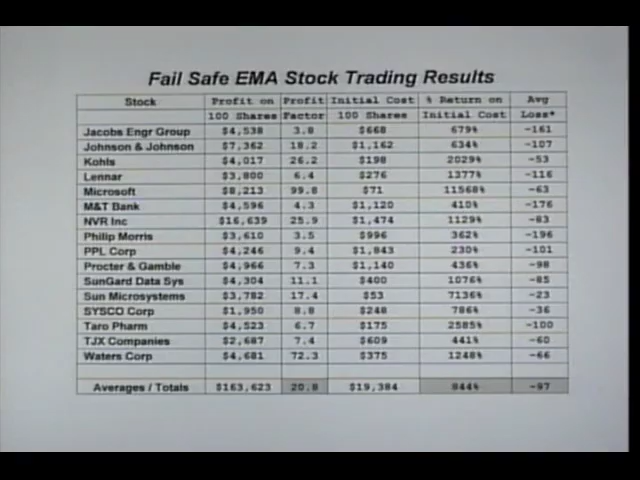 Fail Safe EMA Stock Trading Results
Stock Profit on Profit Initial Cost % Return on Avg
100 Shares Factor 100 Shares Initial Cost Loss*
Jacobs Engr Group $4,538 3.8 $668 679% -161
Johnson & Johnson $7,362 18.2 $1,162 634% -107
Kohls $4,017 26.2 $198 2029% -53
Lennar $3,800 6.4 $276 1377% -116
Microsoft $8,213 99.8 $71 11568% -63
M&T Bank $4,596 4.3 $1,120 410% -176
NVR Inc $16,639 25.9 $1,474 1129% -83
Philip Morris $3,610 3.5 $996 362% -196
PPL Corp $4,246 9.4 $1,843 230% -101
Procter & Gamble $4,966 7.3 $1,140 436% -98
SunGard Data Sys $4,304 11.1 $400 1076% -85
Sun Microsystems $3,782 17.4 $53 7136% -23
SYSCO Corp $1,950 8.8 $248 786% -36
Taro Pharm $4,523 6.7 $175 2585% -100
TJX Companies $2,687 7.4 $609 441% -60
Waters Corp $4,681 72.3 $375 1248% -66
Averages / Totals $163,623 20.8 $19,384 844% -97